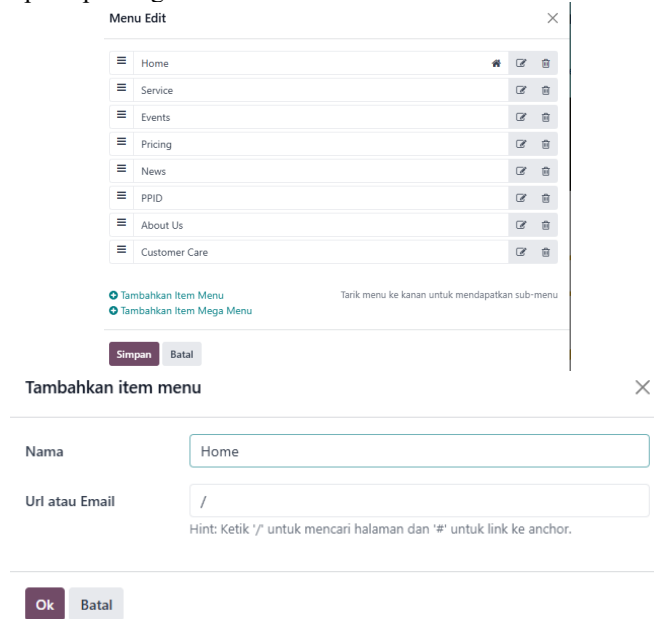 Menu Edit
Home
Service
Events
Pricing
News
PPID
About Us
Customer Care
Tambahkan Item Menu Tarik menu ke kanan untuk mendapatkan sub-menu
Tambahkan Item Mega Menu
Simpan Batal
Tambahkan item menu
Nama Home
Url atau Email /
Hint: Ketik '/' untuk mencari halaman dan '#' untuk link ke anchor.
Ok Batal